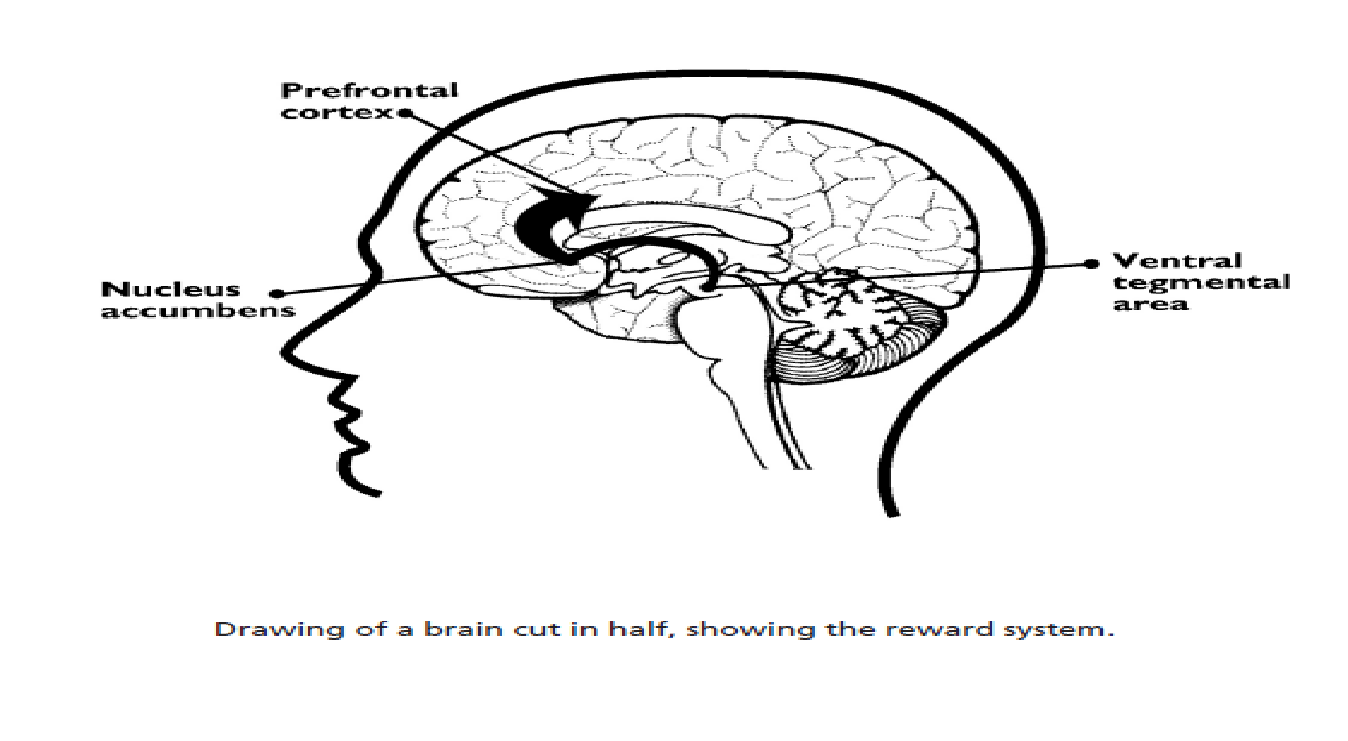 Prefrontal
cortex
Nucleus
accumbens
Ventral
tegmental
area
Drawing of a brain cut in half, showing the reward system.